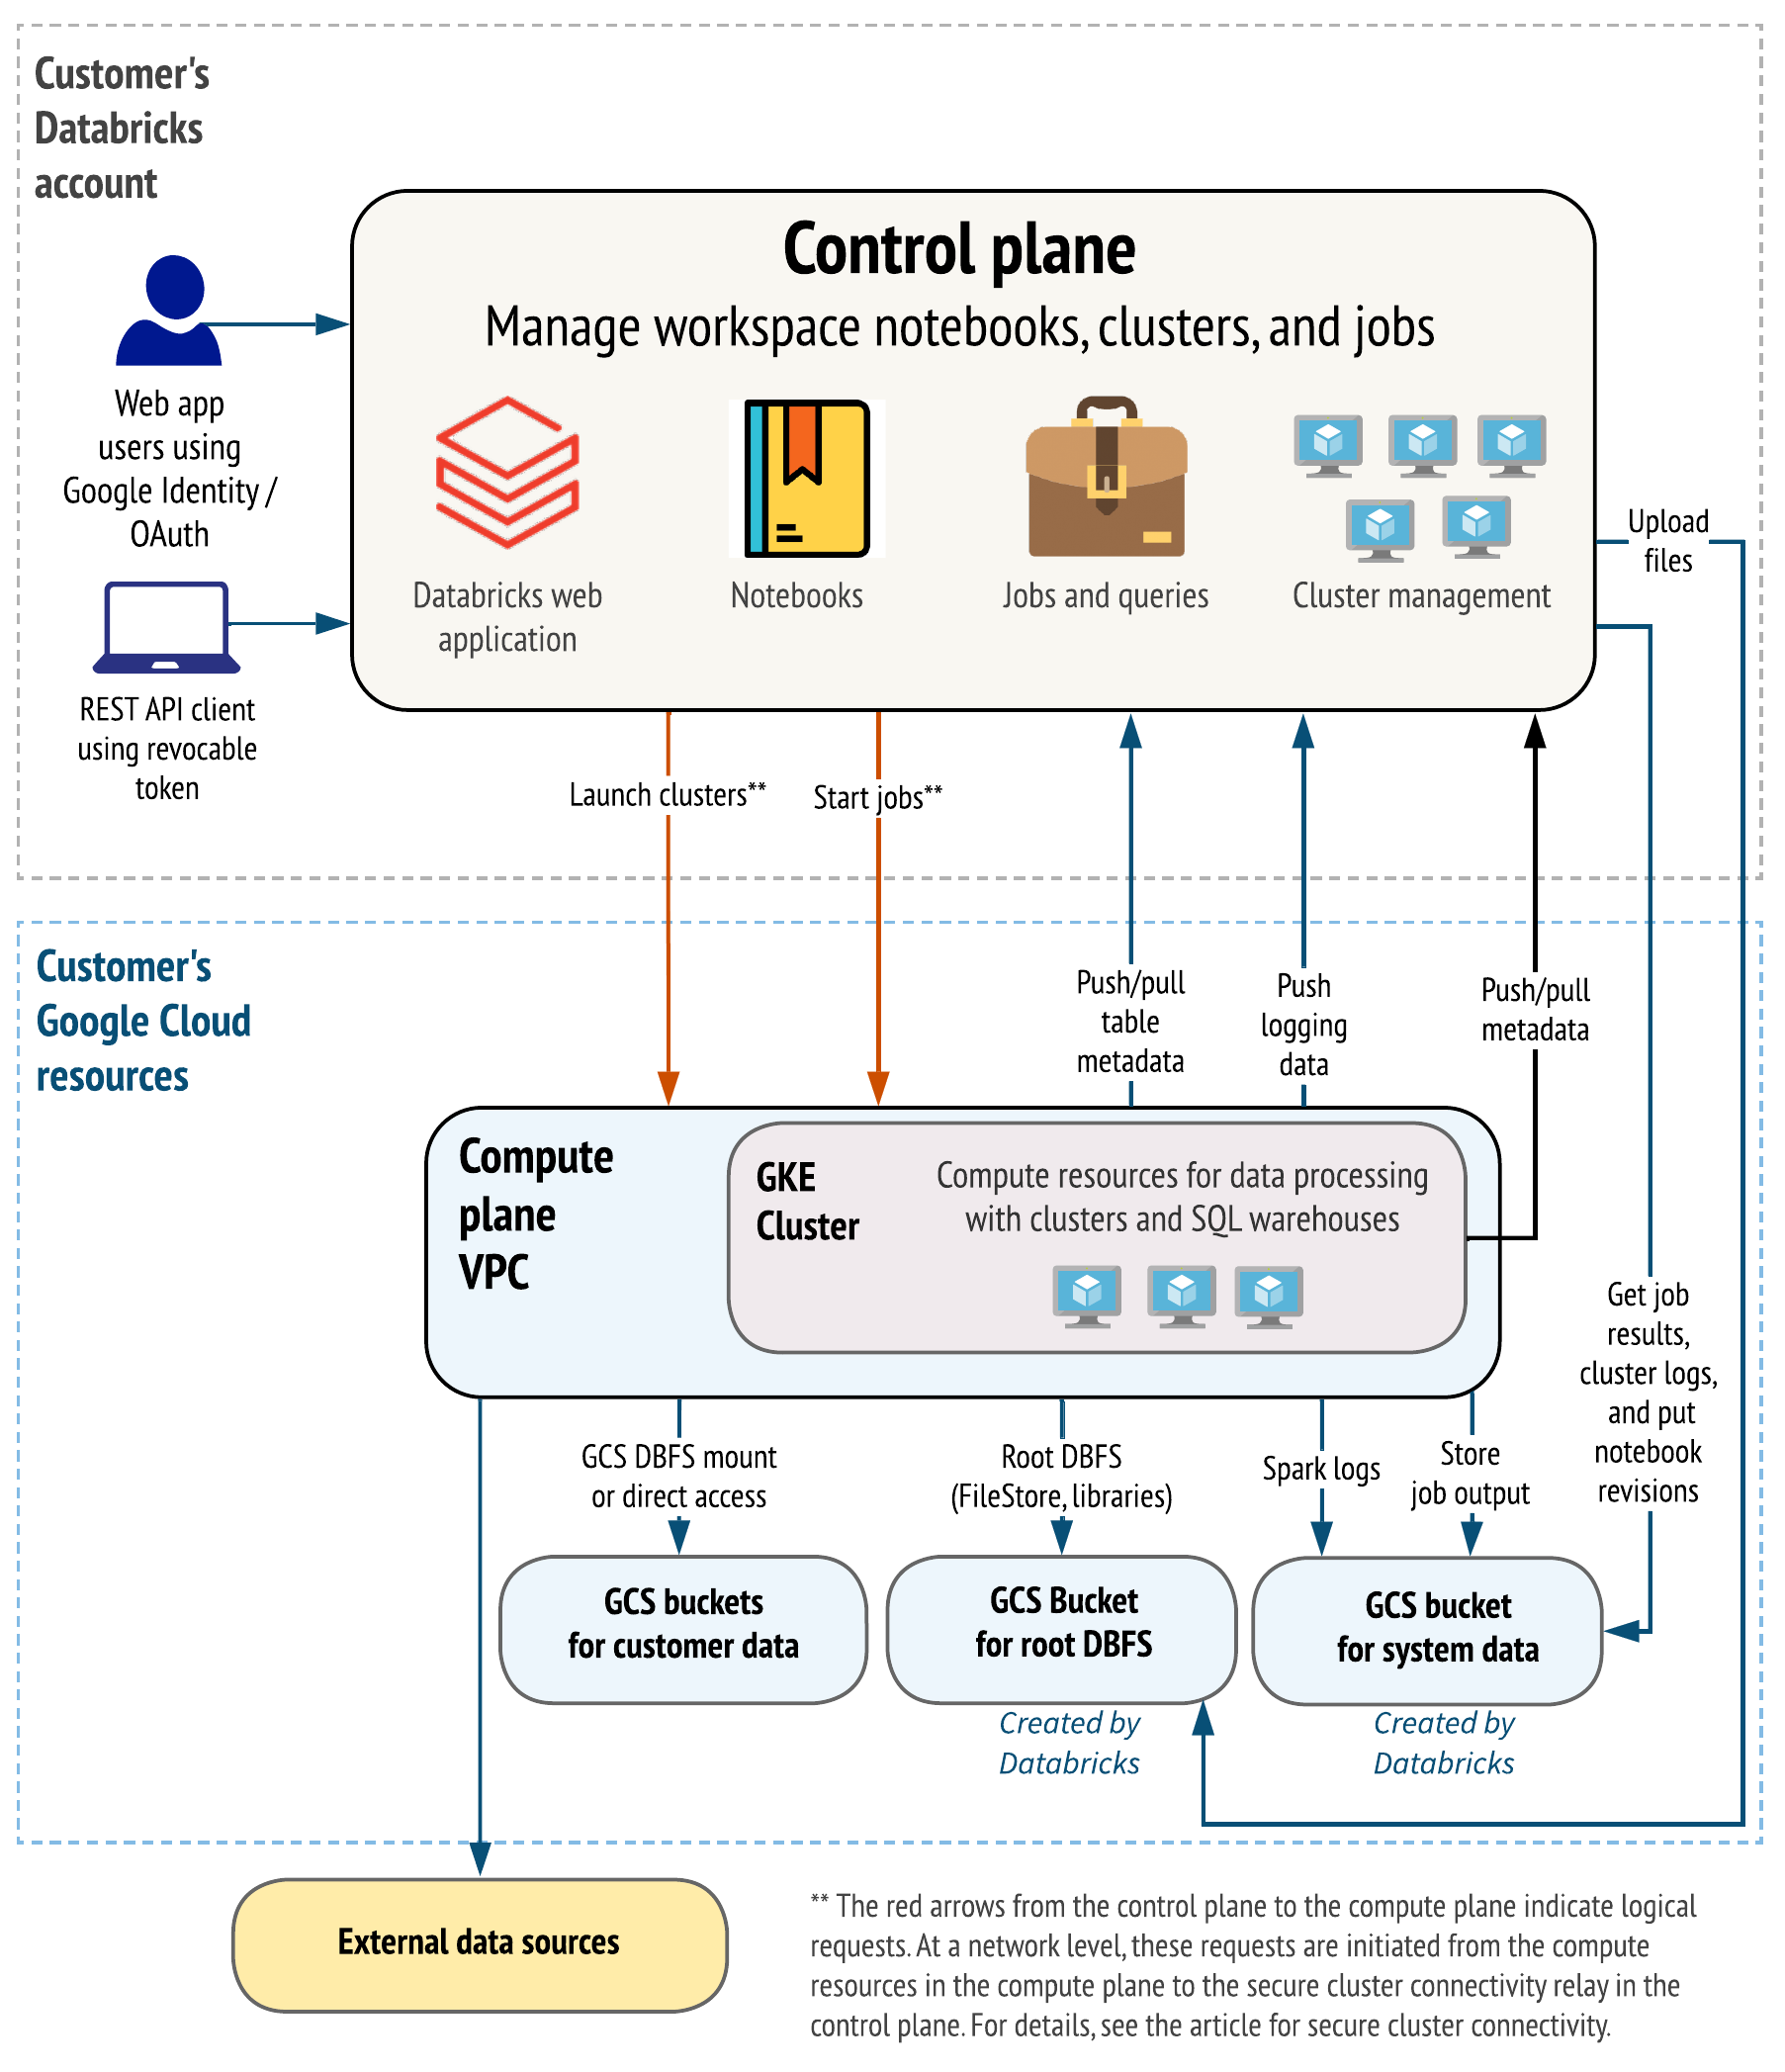 Customer's
Databricks
account
Control plane
Manage workspace notebooks, clusters, and jobs
Web app
users using
Google Identity /
OAuth
Databricks web
application
Notebooks
Jobs and queries
Cluster management
Upload
files
REST API client
using revocable
token
Launch clusters**
Start jobs**
Customer's
Google Cloud
resources
Push/pull
table
metadata
Push
logging
data
Push/pull
metadata
Compute
plane
VPC
GKE
Cluster
Compute resources for data processing
with clusters and SQL warehouses
Get job
results,
cluster logs,
and put
notebook
revisions
GCS DBFS mount
or direct access
Root DBFS
(FileStore, libraries)
Spark logs
Store
job output
GCS buckets
for customer data
GCS Bucket
for root DBFS
GCS bucket
for system data
Created by
Databricks
Created by
Databricks
External data sources
** The red arrows from the control plane to the compute plane indicate logical
requests. At a network level, these requests are initiated from the compute
resources in the compute plane to the secure cluster connectivity relay in the
control plane. For details, see the article for secure cluster connectivity.